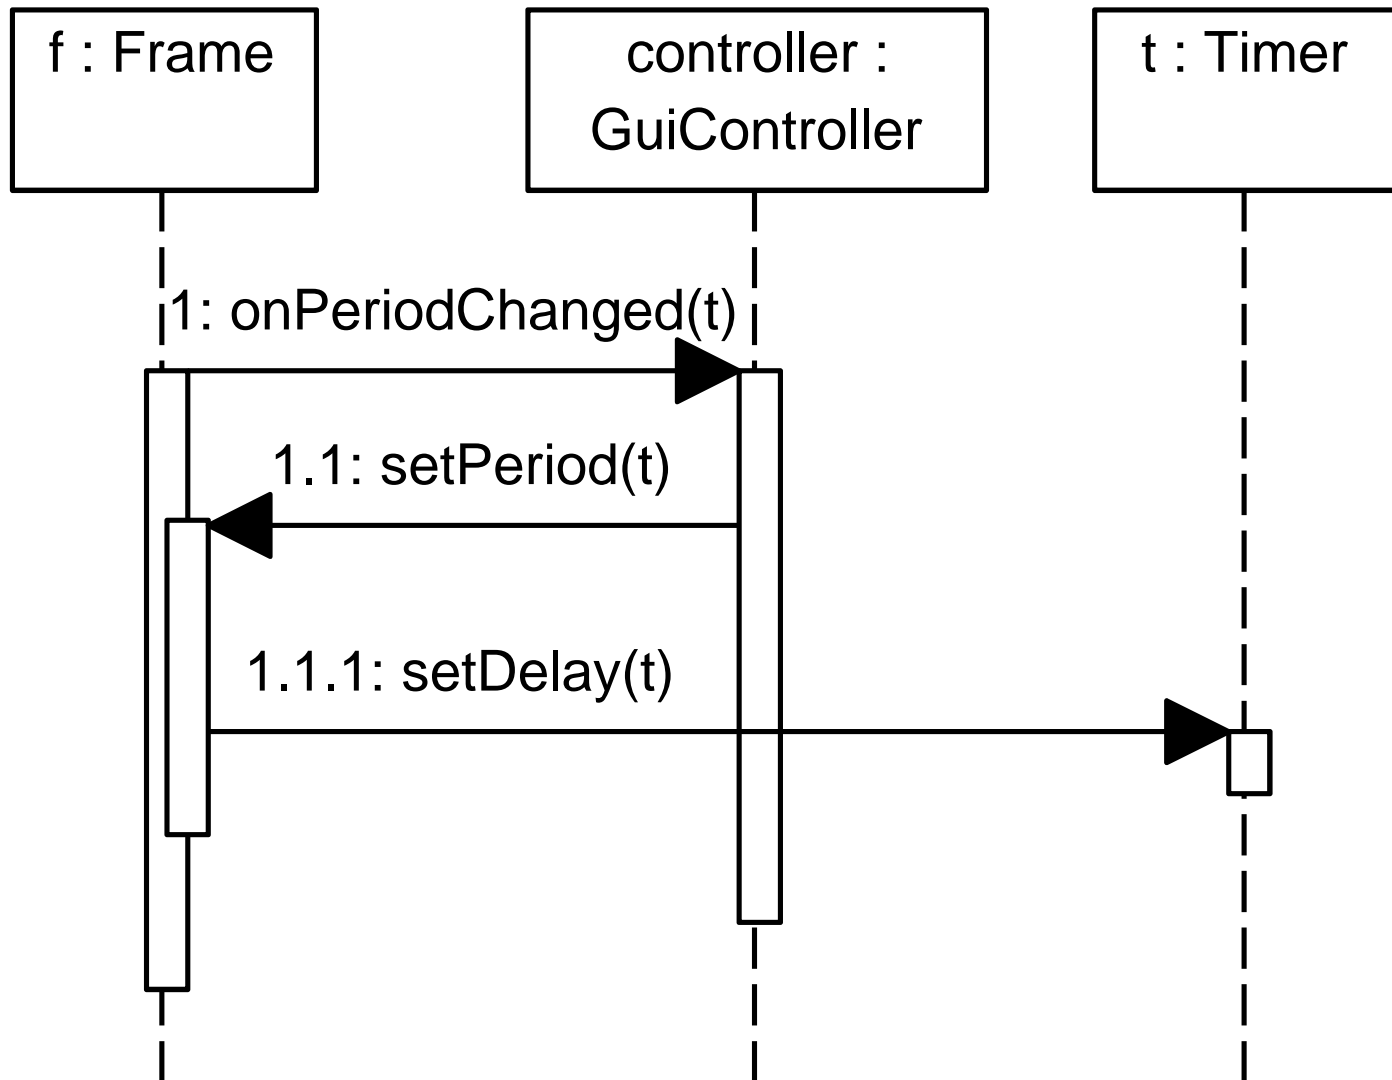 f : Frame
controller :
GuiController
t : Timer
1: onPeriodChanged(t)
1.1: setPeriod(t)
1.1.1: setDelay(t)